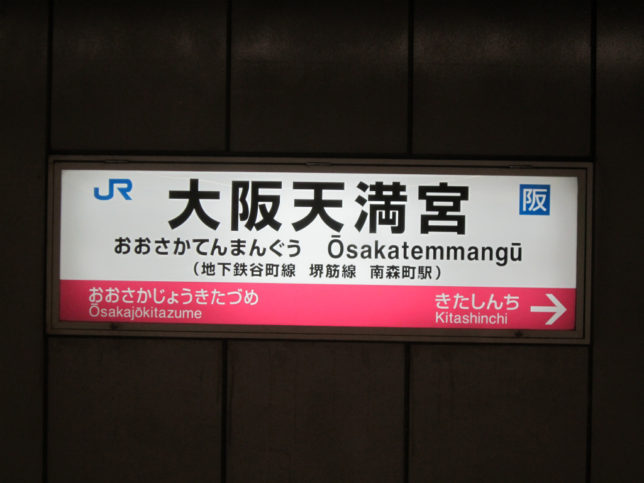 JR 大阪天満宮 阪
おおさかてんまんぐう Ōsakatemmangū
(地下鉄谷町線 堺筋線 南森町駅)
おおさかじょうきたづめ きたしんち
Ōsakajōkitazume Kitashinchi